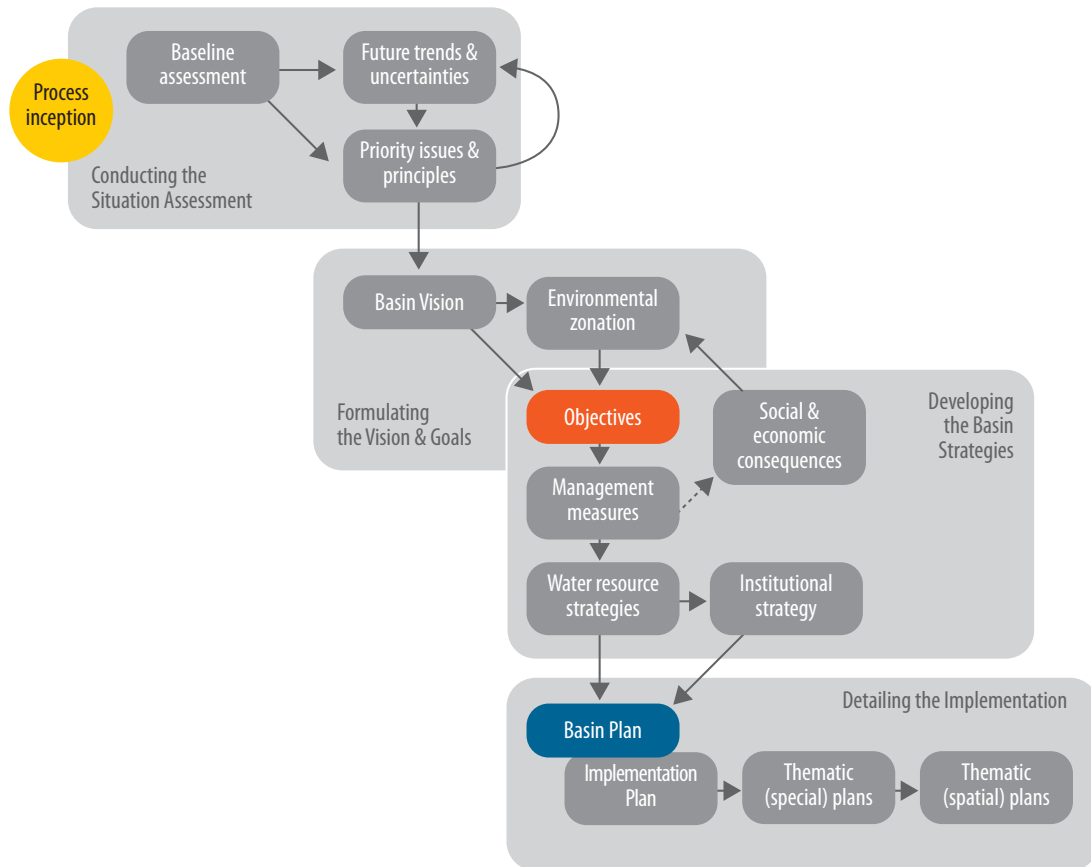 Process
inception
Baseline
assessment
Future trends &
uncertainties
Priority issues &
principles
Conducting the
Situation Assessment
Basin Vision
Environmental
zonation
Formulating
the Vision & Goals
Objectives
Social &
economic
consequences
Developing
the Basin
Strategies
Management
measures
Water resource
strategies
Institutional
strategy
Detailing the Implementation
Basin Plan
Implementation
Plan
Thematic
(special) plans
Thematic
(spatial) plans